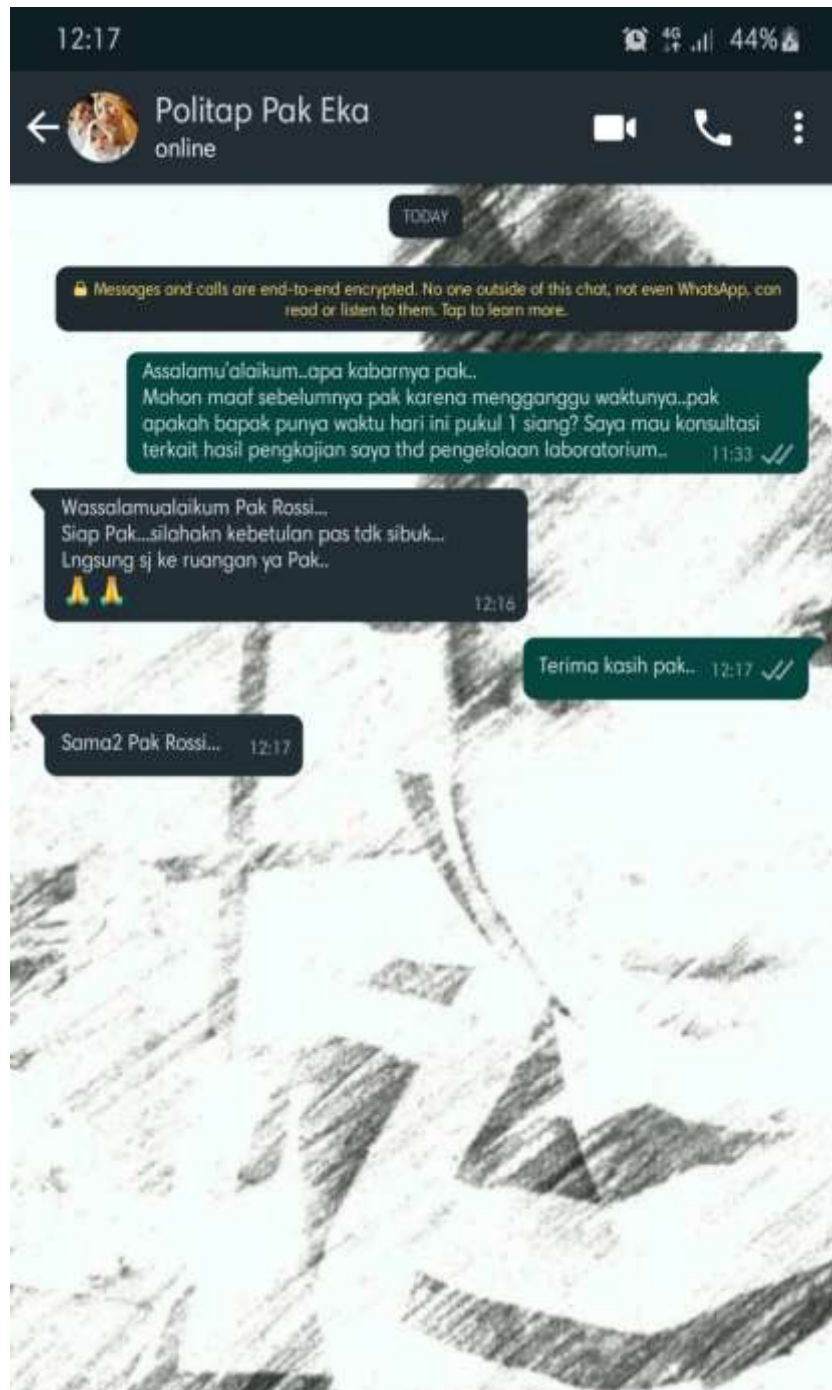 12:17
4G
44%
Politap Pak Eka
online
TODAY
Messages and calls are end-to-end encrypted. No one outside of this chat, not even WhatsApp, can
read or listen to them. Tap to learn more.
Assalamu'alaikum..apa kabarnya pak..
Mohon maaf sebelumnya pak karena mengganggu waktunya..pak
apakah bapak punya waktu hari ini pukul 1 siang? Saya mau konsultasi
terkait hasil pengkajian saya thd pengelolaan laboratorium..
11:33
Wassalamualaikum Pak Rossi...
Siap Pak...silahakn kebetulan pas tdk sibuk...
Lngsung sj ke ruangan ya Pak..
🙏🙏
12:16
Terima kasih pak.. 12:17
Sama2 Pak Rossi... 12:17